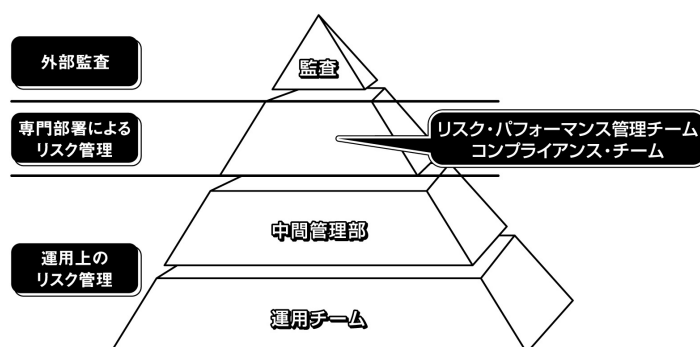 外部監査
監査
専門部署による
リスク管理
リスク・パフォーマンス管理チーム
コンプライアンス・チーム
中間管理部
運用上の
リスク管理
運用チーム